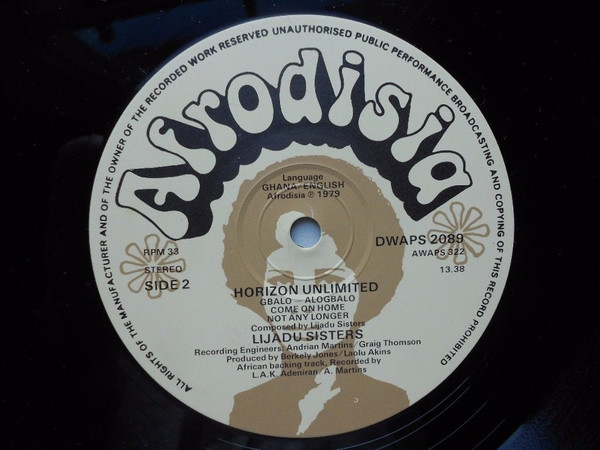 ALL RIGHTS OF THE MANUFACTURER AND OF THE OWNER OF THE RECORDED WORK RESERVED UNAUTHORISED PUBLIC PERFORMANCE BROADCASTING AND COPYING OF THIS RECORD PROHIBITED
Afrodisia
Language
GHANA/ENGLISH
Afrodisia ℗ 1979
RPM 33
STEREO
SIDE 2
DWAPS 2089
AWAPS 322
13.38
HORIZON UNLIMITED
GBALO – ALOGBALO
COME ON HOME
NOT ANY LONGER
Composed by Lijadu Sisters
LIJADU SISTERS
Recording Engineers: Andrian Martins/Graig Thomson
Produced by Berkely Jones/Laolu Akins
African backing track, Recorded by
L.A.K. Adeniran/A. Martins